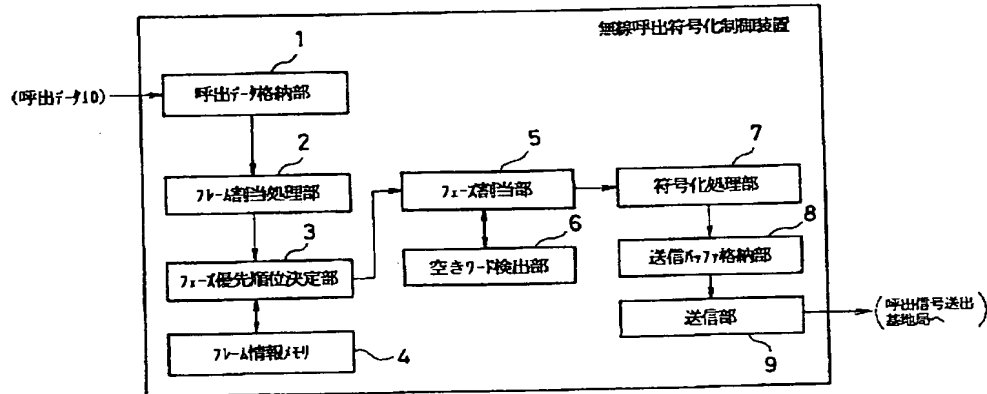 無線呼出符号化制御装置
1
(呼出データID)
呼出データ格納部
2
フレーム割当処理部
3
フェーズ優先順位決定部
フレーム情報メモリ
4
5
フェーズ割当部
空きワード検出部
6
7
符号化処理部
8
送信バッファ格納部
送信部
9
(呼出信号送出
基地局へ)